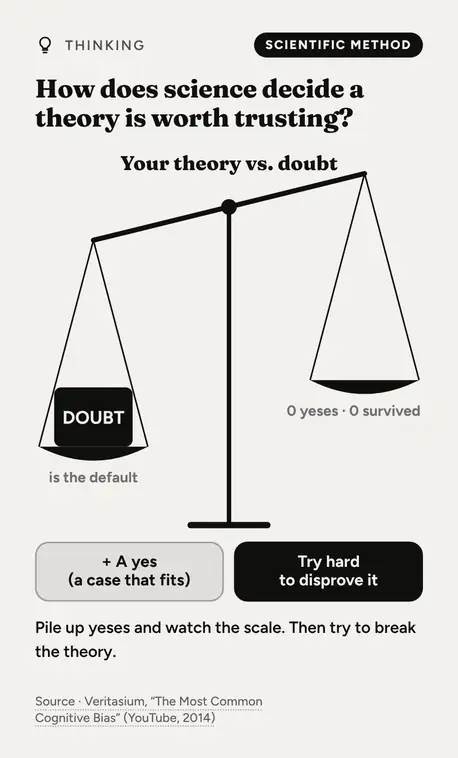 THINKING
SCIENTIFIC METHOD
How does science decide a
theory is worth trusting?
Your theory vs. doubt
DOUBT
is the default
0 yeses · 0 survived
+ A yes
(a case that fits)
Try hard
to disprove it
Pile up yeses and watch the scale. Then try to break
the theory.
Source · Veritasium, “The Most Common
Cognitive Bias” (YouTube, 2014)